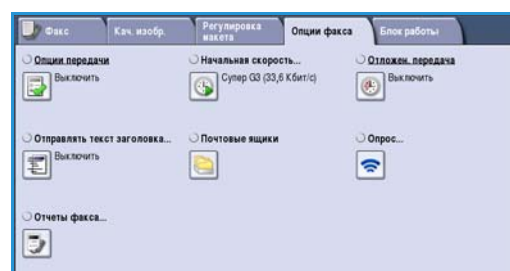 Факс
Кач. изобр.
Регулировка
макета
Опции факса
Блок работы
Опции передачи
Выключить
Начальная скорость...
Супер G3 (33,6 Кбит/с)
Отложен. передача
Выключить
Отправлять текст заголовка...
Выключить
Почтовые ящики
Опрос...
Отчеты факса...